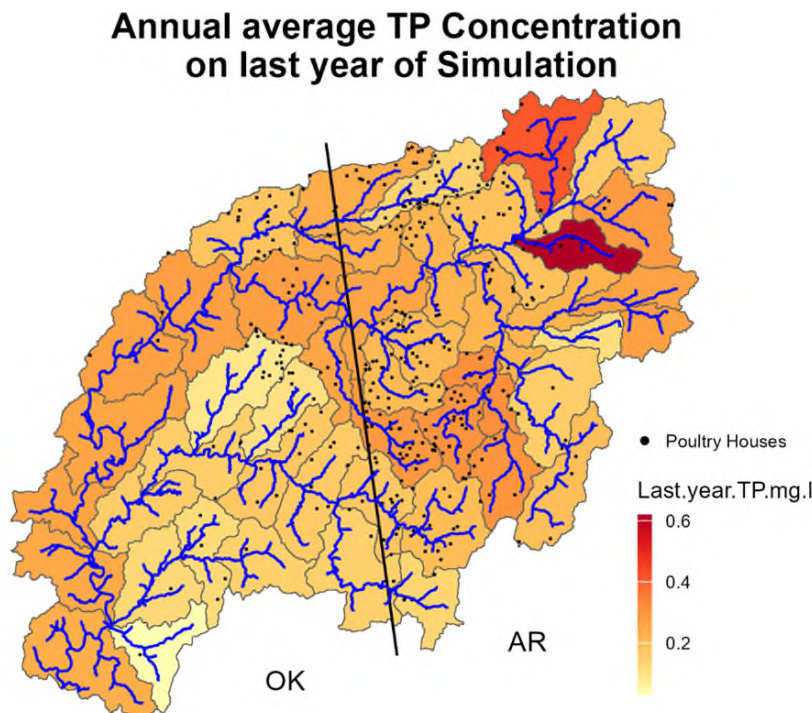 Annual average TP Concentration
on last year of Simulation
Poultry Houses
Last.year.TP.mg.l
0.6
0.4
0.2
AR
OK